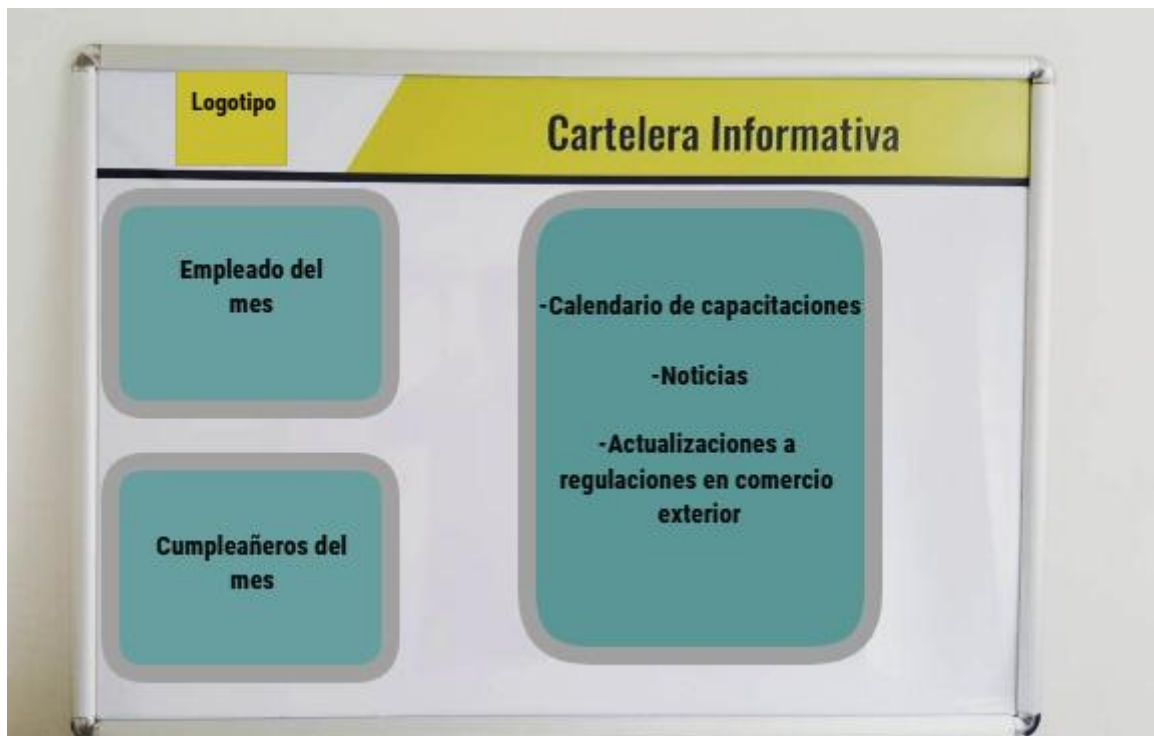 Logotipo
Cartelera Informativa
Empleado del
mes
Cumpleañeros del
mes
-Calendario de capacitaciones
-Noticias
-Actualizaciones a
regulaciones en comercio
exterior